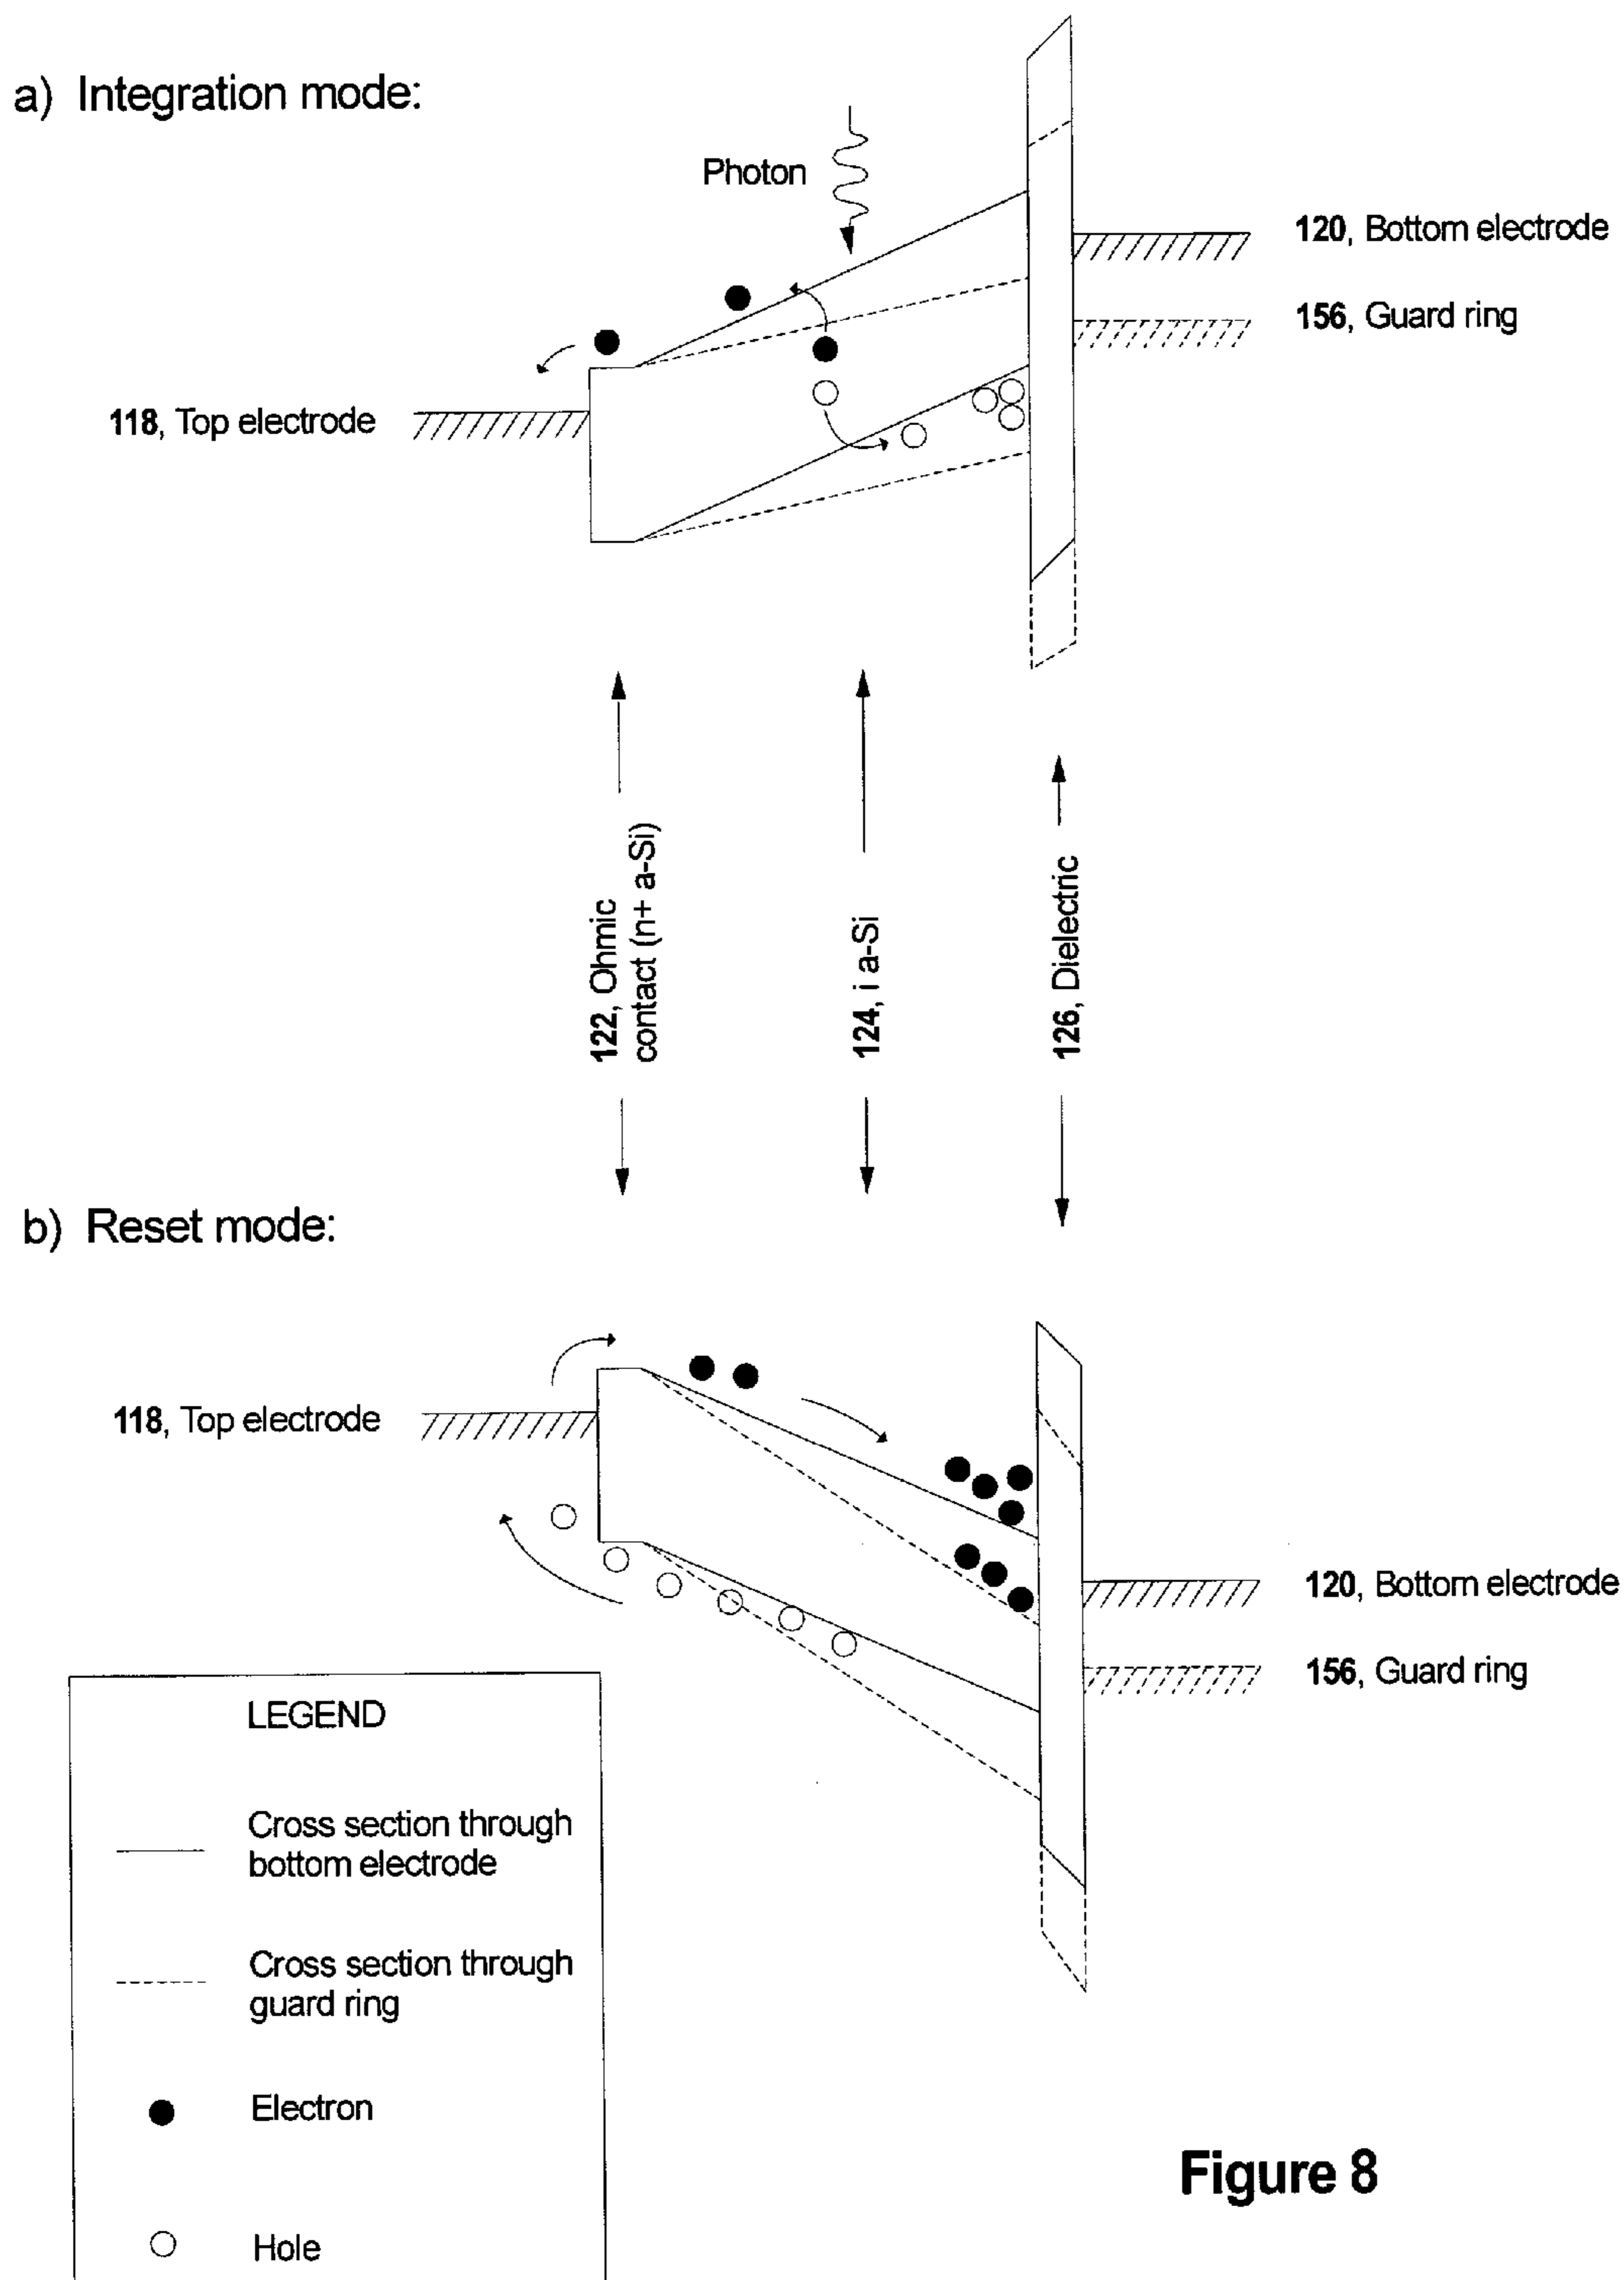 a) Integration mode:
Photon
120, Bottom electrode
156, Guard ring
118, Top electrode
122, Ohmic
contact (n+ a-Si)
124, i a-Si
126, Dielectric
b) Reset mode:
118, Top electrode
120, Bottom electrode
156, Guard ring
LEGEND
Cross section through
bottom electrode
Cross section through
guard ring
Electron
Hole
Figure 8